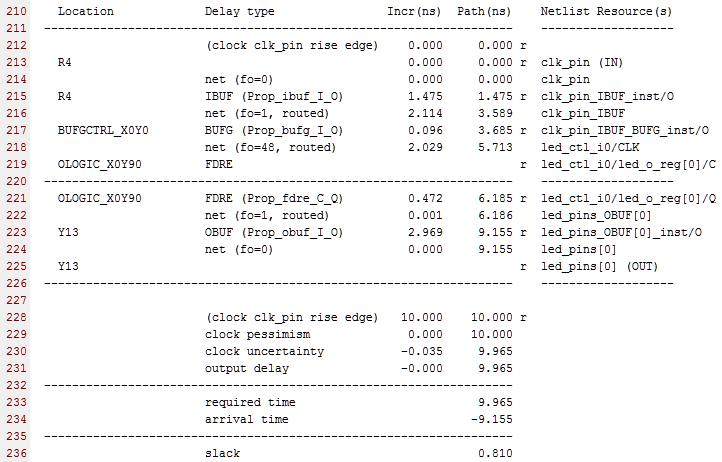 210 Location Delay type Incr(ns) Path(ns) Netlist Resource(s)
211 ------------------------------------------------------------------- -------------------
212 (clock clk_pin rise edge) 0.000 0.000 r
213 R4 0.000 0.000 r clk_pin (IN)
214 net (fo=0) 0.000 0.000 clk_pin
215 R4 IBUF (Prop_ibuf_I_O) 1.475 1.475 r clk_pin_IBUF_inst/O
216 net (fo=1, routed) 2.114 3.589 clk_pin_IBUF
217 BUFGCTRL_X0Y0 BUFG (Prop_bufg_I_O) 0.096 3.685 r clk_pin_IBUF_BUFG_inst/O
218 net (fo=48, routed) 2.029 5.713 led_ctl_i0/CLK
219 OLOGIC_X0Y90 FDRE r led_ctl_i0/led_o_reg[0]/C
220 ------------------------------------------------------------------- -------------------
221 OLOGIC_X0Y90 FDRE (Prop_fdre_C_Q) 0.472 6.185 r led_ctl_i0/led_o_reg[0]/Q
222 net (fo=1, routed) 0.001 6.186 led_pins_OBUF[0]
223 Y13 OBUF (Prop_obuf_I_O) 2.969 9.155 r led_pins_OBUF[0]_inst/O
224 net (fo=0) 0.000 9.155 led_pins[0]
225 Y13 r led_pins[0] (OUT)
226 ------------------------------------------------------------------- -------------------
227
228 (clock clk_pin rise edge) 10.000 10.000 r
229 clock pessimism 0.000 10.000
230 clock uncertainty -0.035 9.965
231 output delay -0.000 9.965
232 -------------------------------------------------------------------
233 required time 9.965
234 arrival time -9.155
235 -------------------------------------------------------------------
236 slack 0.810